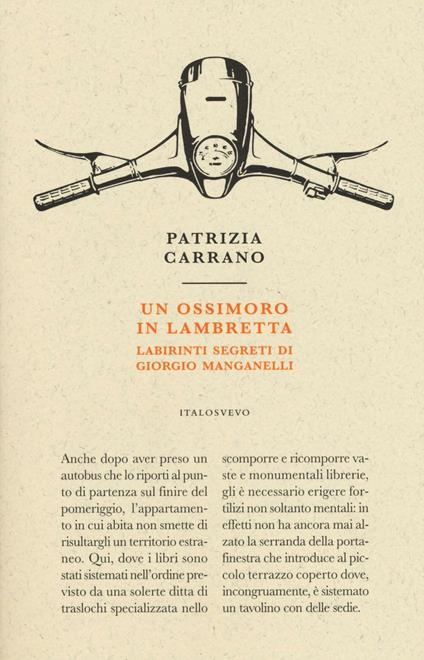 PATRIZIA
CARRANO
UN OSSIMORO
IN LAMBRETTA
LABIRINTI SEGRETI DI
GIORGIO MANGANELLI
ITALOSVEVO
Anche dopo aver preso un
autobus che lo riporti al pun-
to di partenza sul finire del
pomeriggio, l’appartamen-
to in cui abita non smette di
risultargli un territorio estra-
neo. Qui, dove i libri sono
stati sistemati nell’ordine pre-
visto da una solerte ditta di
traslochi specializzata nello
scomporre e ricomporre va-
ste e monumentali librerie,
gli è necessario erigere for-
tilizi non soltanto mentali: in
effetti non ha ancora mai al-
zato la serranda della porta-
finestra che introduce al pic-
colo terrazzo coperto dove,
incongruamente, è sistemato
un tavolino con delle sedie.